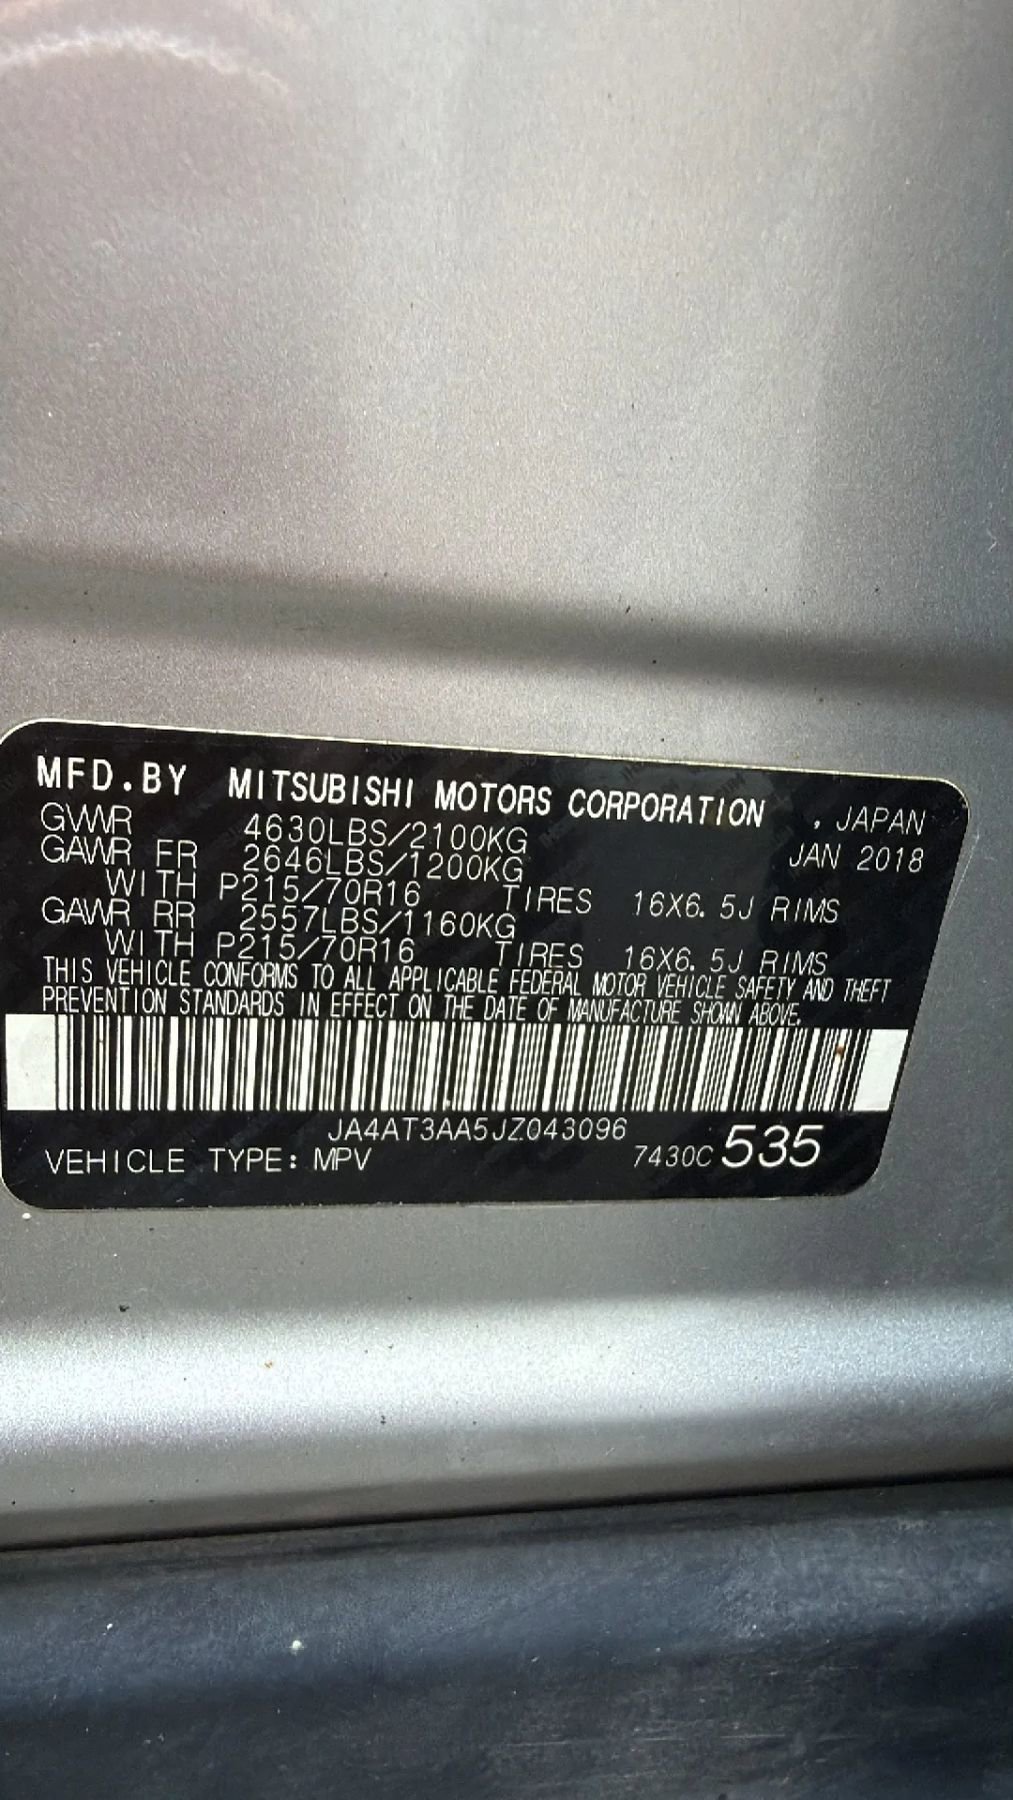 MFD.BY MITSUBISHI MOTORS CORPORATION , JAPAN
GVWR 4630LBS/2100KG JAN 2018
GAWR FR 2646LBS/1200KG
WITH P215/70R16 TIRES 16X6.5J RIMS
GAWR RR 2557LBS/1160KG
WITH P215/70R16 TIRES 16X6.5J RIMS
THIS VEHICLE CONFORMS TO ALL APPLICABLE FEDERAL MOTOR VEHICLE SAFETY AND THEFT
PREVENTION STANDARDS IN EFFECT ON THE DATE OF MANUFACTURE SHOWN ABOVE.
JA4AT3AA5JZ043096
VEHICLE TYPE: MPV 7430C 535